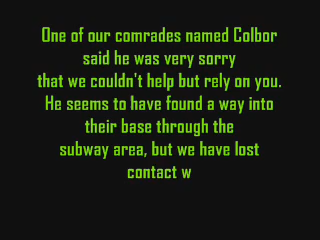 One of our comrades named Colbor
said he was very sorry
that we couldn't help but rely on you.
He seems to have found a way into
their base through the
subway area, but we have lost
contact w